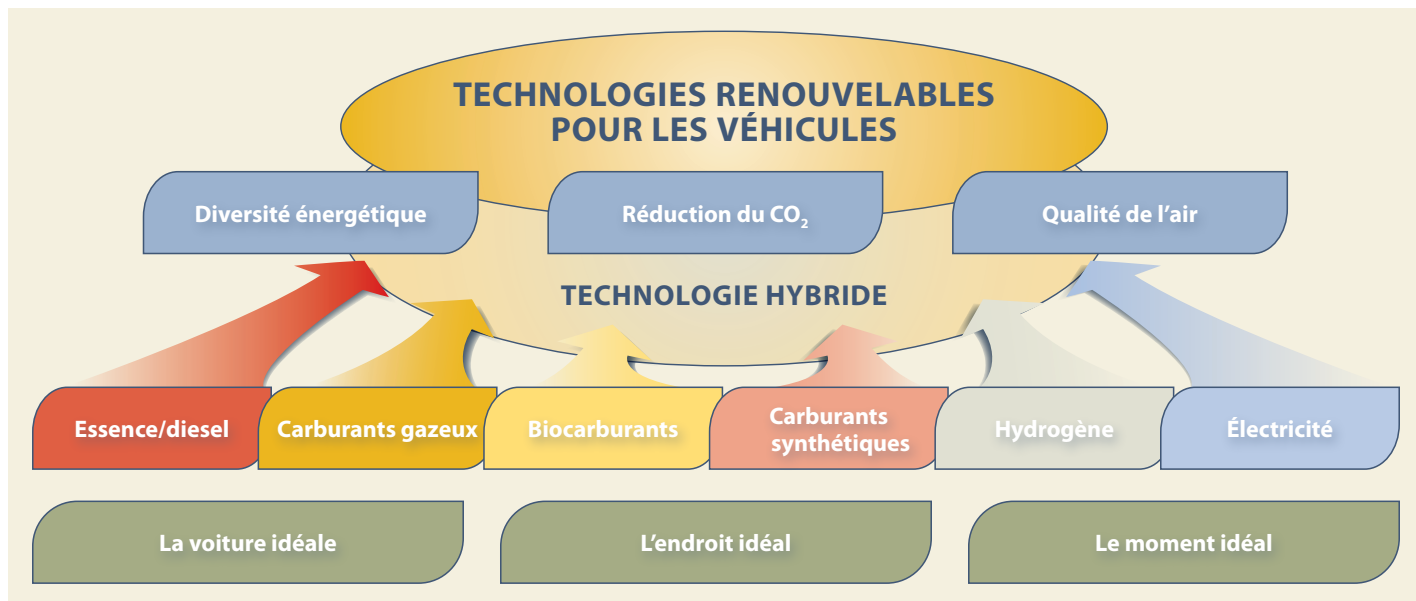 TECHNOLOGIES RENOUVELABLES
POUR LES VÉHICULES
Diversité énergétique
Réduction du CO₂
Qualité de l'air
TECHNOLOGIE HYBRIDE
Essence/diesel
Carburants gazeux
Biocarburants
Carburants
synthétiques
Hydrogène
Électricité
La voiture idéale
L'endroit idéal
Le moment idéal